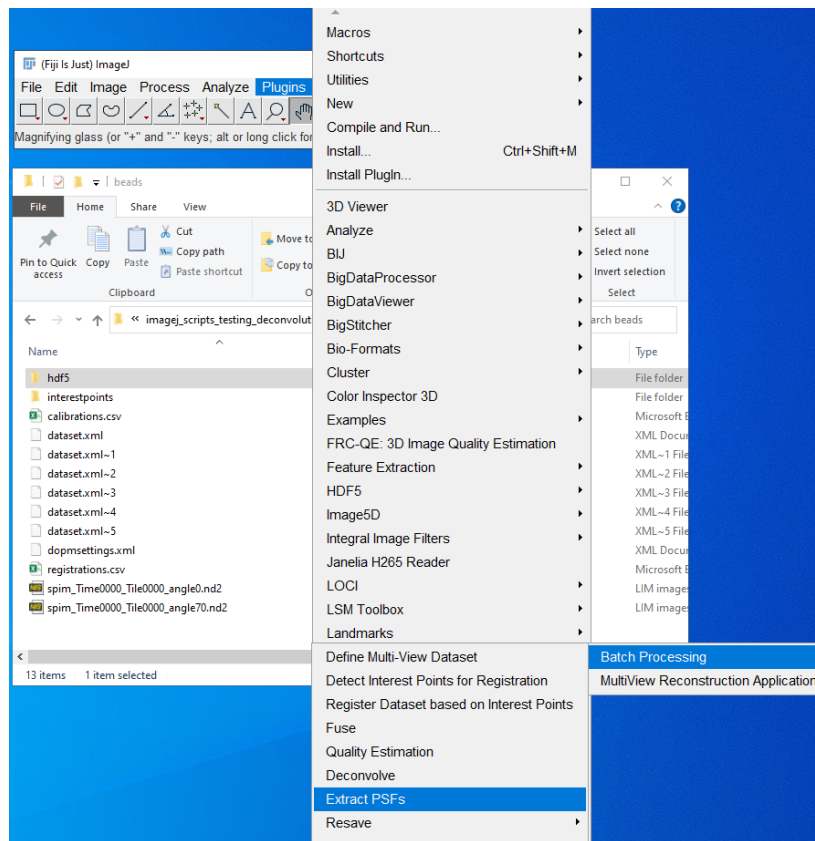 (Fiji Is Just) ImageJ
File Edit Image Process Analyze Plugins
Magnifying glass (or "+" and "-" keys; alt or long click for
Macros
Shortcuts
Utilities
New
Compile and Run...
Install... Ctrl+Shift+M
Install PlugIn...
3D Viewer
Analyze
BIJ
BigDataProcessor
BigDataViewer
BigStitcher
Bio-Formats
Cluster
Color Inspector 3D
Examples
FRC-QE: 3D Image Quality Estimation
Feature Extraction
HDF5
Image5D
Integral Image Filters
Janelia H265 Reader
LOCI
LSM Toolbox
Landmarks
Define Multi-View Dataset
Detect Interest Points for Registration
Register Dataset based on Interest Points
Fuse
Quality Estimation
Deconvolve
Extract PSFs
Resave
Batch Processing
MultiView Reconstruction Application
beads
File Home Share View
Pin to Quick access
Copy
Paste
Cut
Copy path
Paste shortcut
Move to
Copy to
Clipboard
O
Select all
Select none
Invert selection
Select
« imagej_scripts_testing_deconvolut
arch beads
Name Type
hdf5 File folder
interestpoints File folder
calibrations.csv Microsoft E
dataset.xml XML Docur
dataset.xml~1 XML~1 File
dataset.xml~2 XML~2 File
dataset.xml~3 XML~3 File
dataset.xml~4 XML~4 File
dataset.xml~5 XML~5 File
dopmsettings.xml XML Docur
registrations.csv Microsoft E
spim_Time0000_Tile0000_angle0.nd2 LIM image
spim_Time0000_Tile0000_angle70.nd2 LIM image
13 items 1 item selected